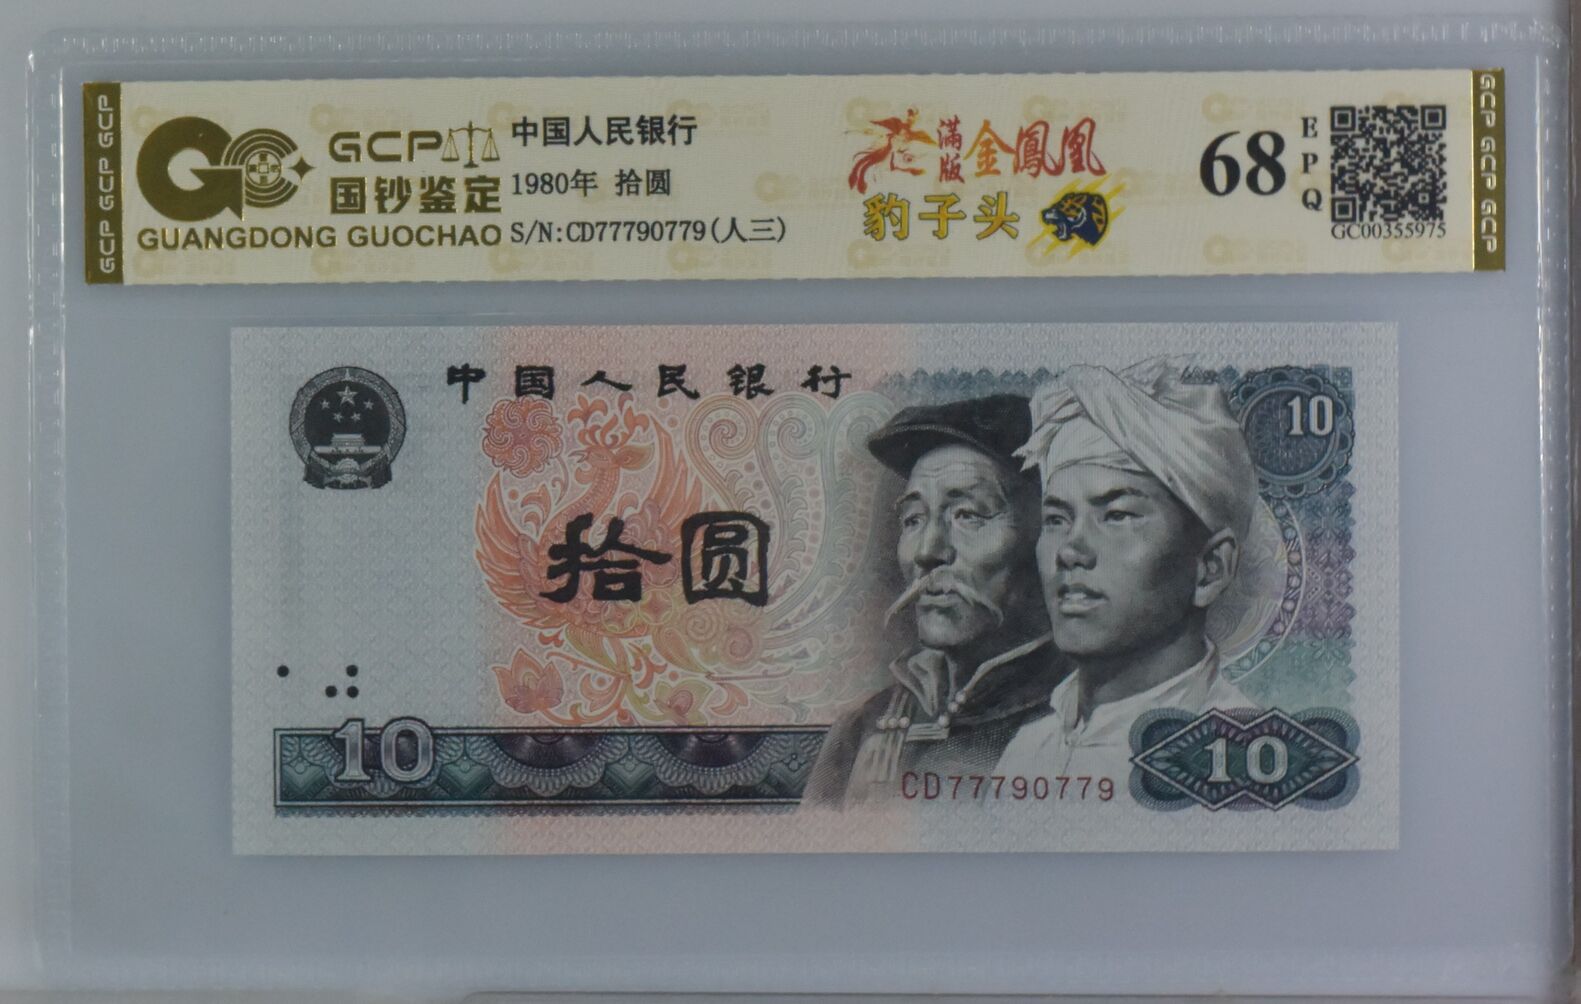 GCP GCP GCP
GCP
国钞鉴定
GUANGDONG GUOCHAO
中国人民银行
1980年 拾圆
S/N:CD77790779(人三)
滿版金鳳凰
豹子头
68
EPQ
GC00355975
GCP GCP GCP
中国人民银行
10
拾圆
10
CD77790779
10